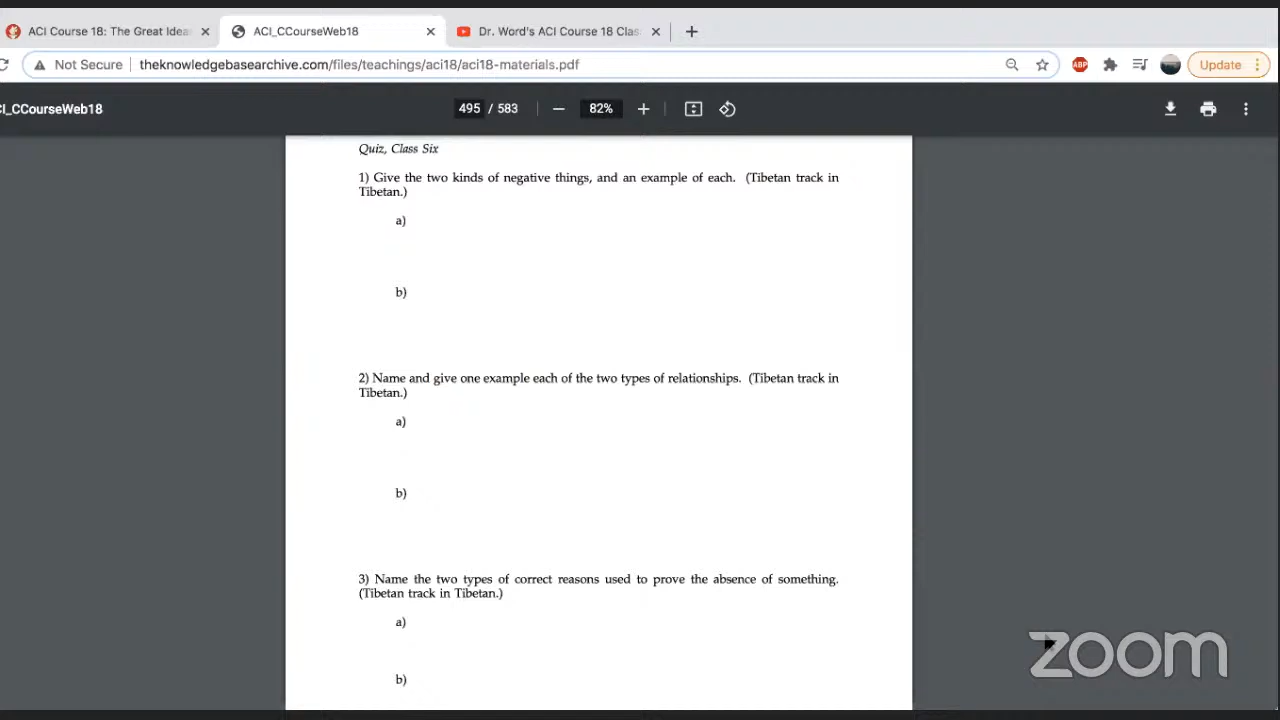 ACI Course 18: The Great Idea
ACI_CCourseWeb18
Dr. Word's ACI Course 18 Clas
Not Secure theknowledgebasearchive.com/files/teachings/aci18/aci18-materials.pdf
ABP
Update
CI_CCourseWeb18
495 / 583
82%
Quiz, Class Six
1) Give the two kinds of negative things, and an example of each. (Tibetan track in
Tibetan.)
a)
b)
2) Name and give one example each of the two types of relationships. (Tibetan track in
Tibetan.)
a)
b)
3) Name the two types of correct reasons used to prove the absence of something.
(Tibetan track in Tibetan.)
a)
b)
zoom